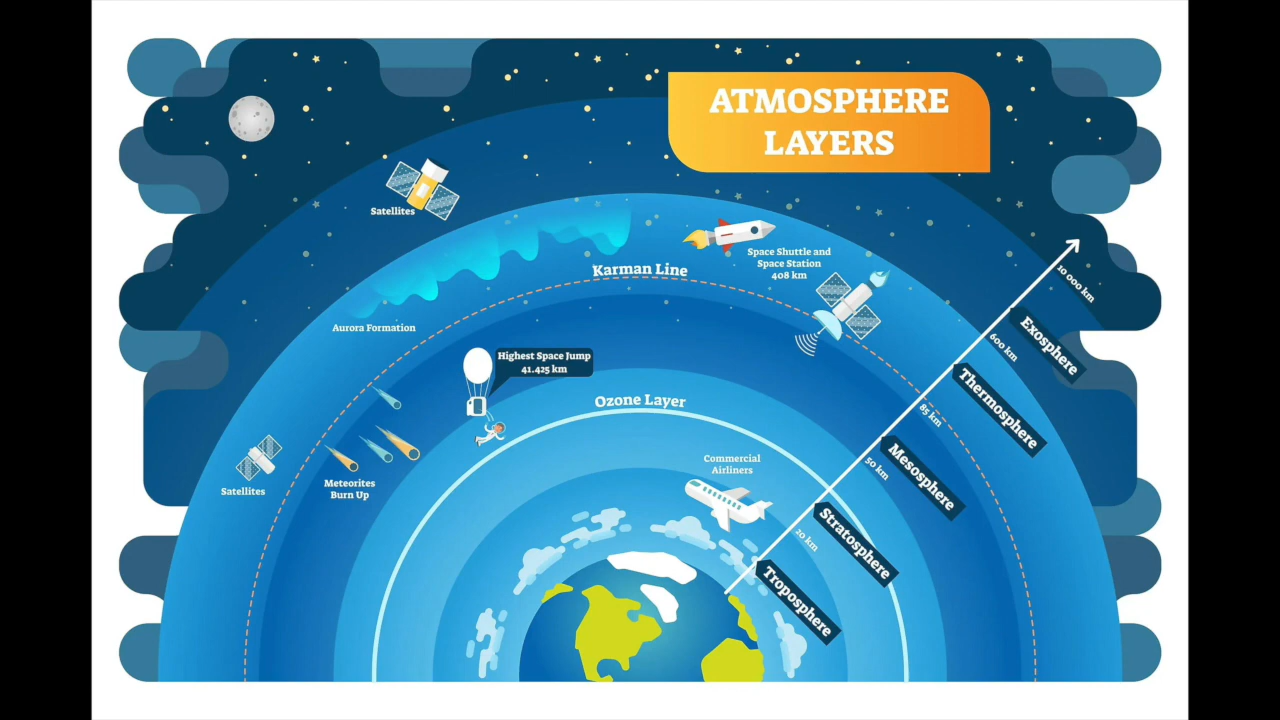 ATMOSPHERE
LAYERS
Satellites
Karman Line
Space Shuttle and
Space Station
408 km
Aurora Formation
Highest Space Jump
41.425 km
Ozone Layer
Commercial
Airliners
Satellites
Meteorites
Burn Up
10 000 km
Exosphere
600 km
Thermosphere
85 km
Mesosphere
50 km
Stratosphere
20 km
Troposphere